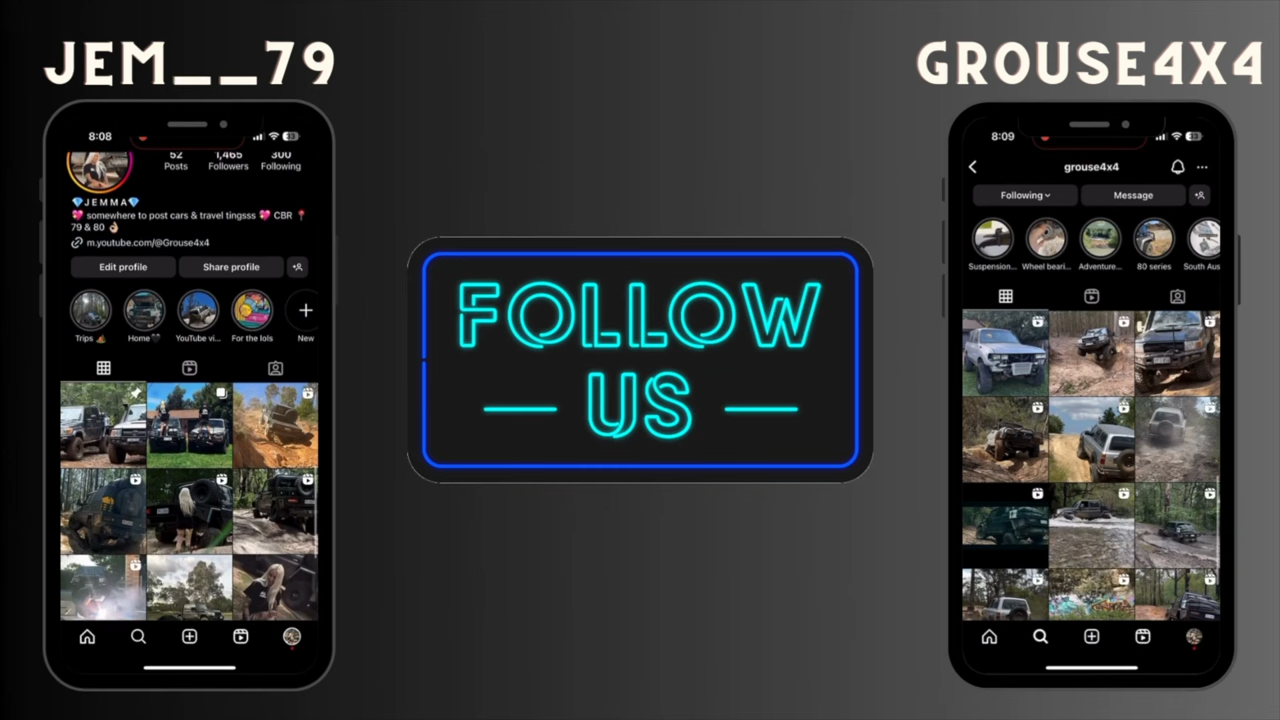 JEM__79
8:08
33
52
1,465
300
Posts
Followers
Following
💎J E M M A💎
💖 somewhere to post cars & travel tingsss 💖 CBR 📍
79 & 80 👌🏼
m.youtube.com/@Grouse4x4
Edit profile
Share profile
Trips 🏕
Home🖤
YouTube vi...
For the lols
New
FOLLOW
US
GROUSE4X4
8:09
33
grouse4x4
Following
Message
Suspension...
Wheel beari...
Adventure...
80 series
South Aus